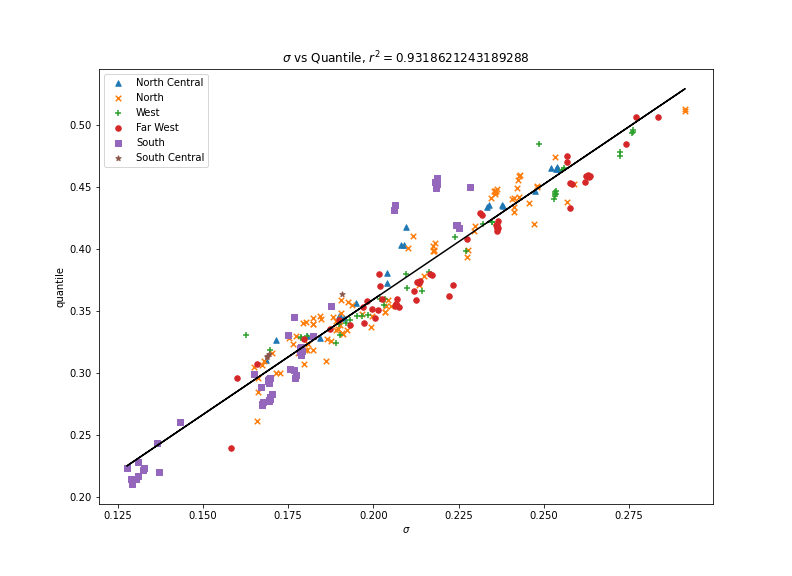 σ vs Quantile, r² = 0.9318621243189288
North Central
North
West
Far West
South
South Central
0.50
0.45
0.40
0.35
0.30
0.25
0.20
quantile
0.125 0.150 0.175 0.200 0.225 0.250 0.275
σ